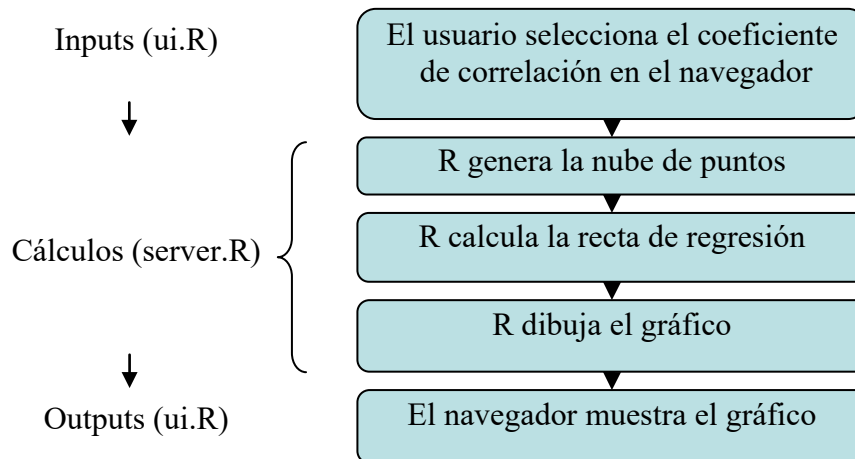 Inputs (ui.R)
El usuario selecciona el coeficiente
de correlación en el navegador
R genera la nube de puntos
Cálculos (server.R)
R calcula la recta de regresión
R dibuja el gráfico
Outputs (ui.R)
El navegador muestra el gráfico